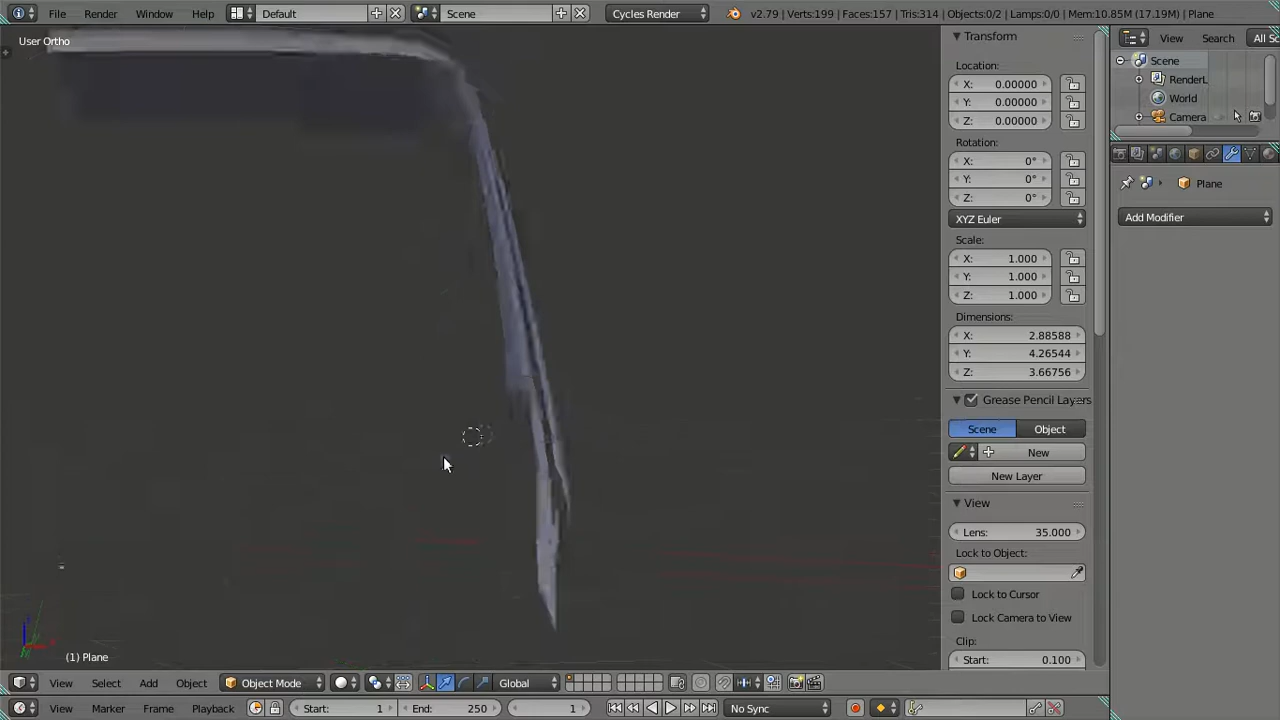 File Render Window Help Default Scene Cycles Render v2.79 | Verts:199 | Faces:157 | Tris:314 | Objects:0/2 | Lamps:0/0 | Mem:10.85M (17.19M) | Plane
User Ortho
Transform
Location:
X: 0.00000
Y: 0.00000
Z: 0.00000
Rotation:
X: 0°
Y: 0°
Z: 0°
XYZ Euler
Scale:
X: 1.000
Y: 1.000
Z: 1.000
Dimensions:
X: 2.88588
Y: 4.26544
Z: 3.66756
Grease Pencil Layers
Scene Object
New
New Layer
View
Lens: 35.000
Lock to Object:
Lock to Cursor
Lock Camera to View
Clip:
Start: 0.100
View Search All Sc
Scene
RenderL
World
Camera
Plane
Add Modifier
(1) Plane
View Select Add Object Object Mode Global
View Marker Frame Playback Start: 1 End: 250 1 No Sync